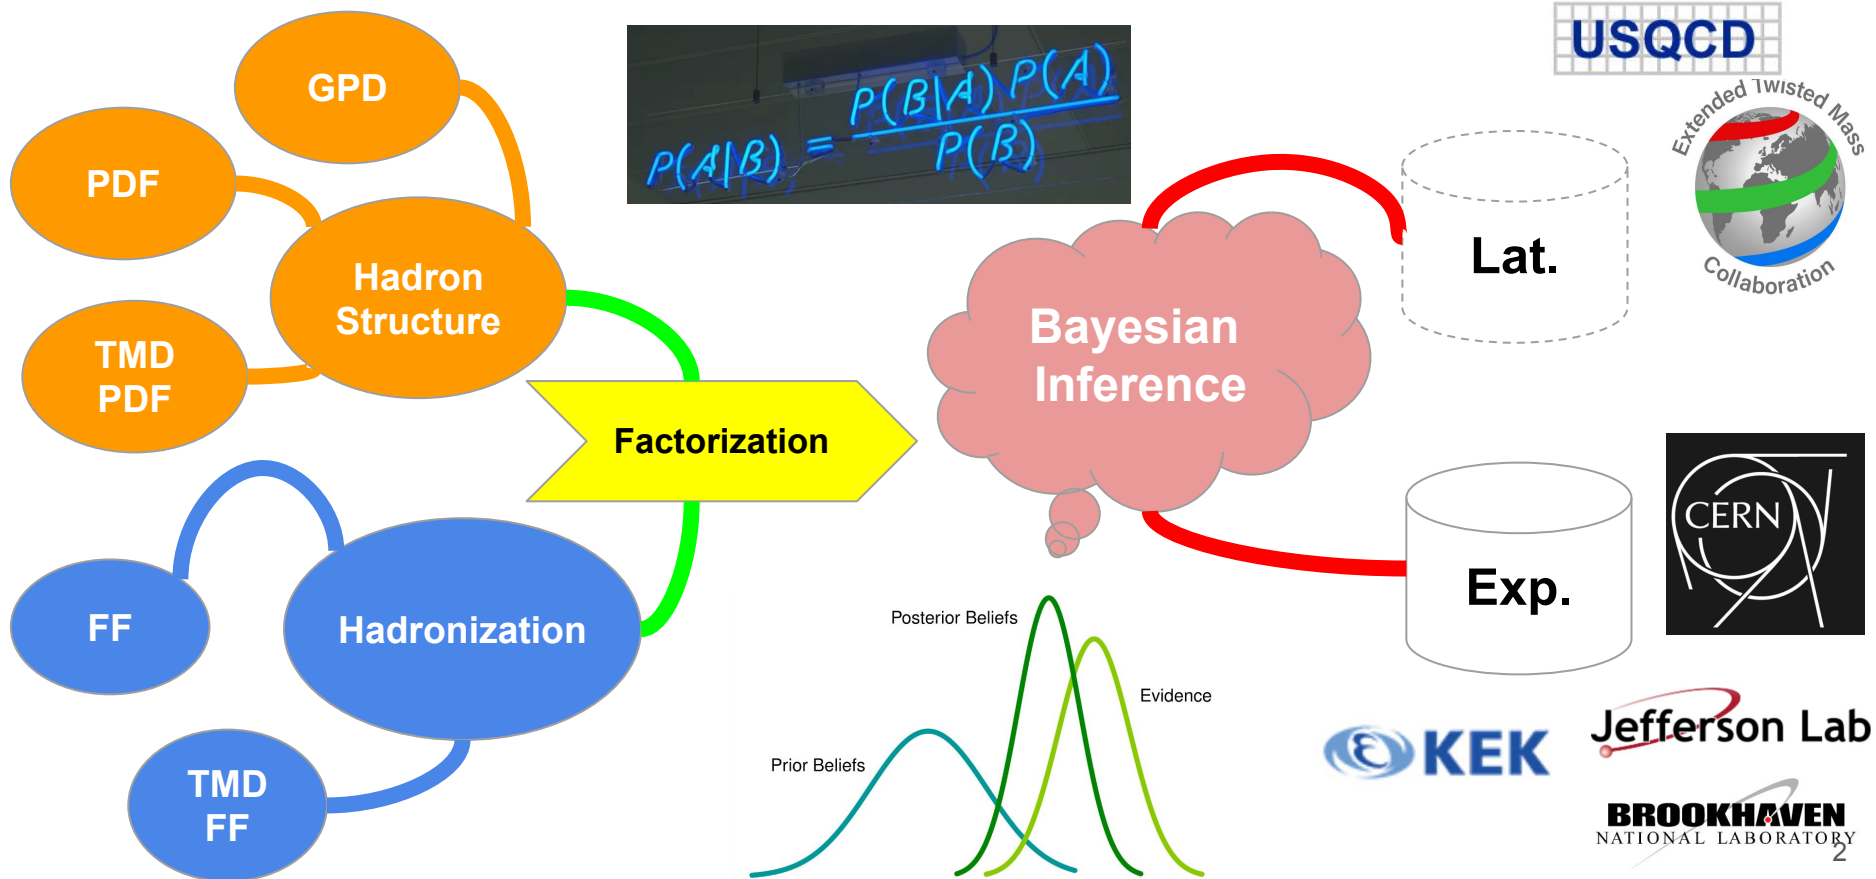 GPD
PDF
Hadron
Structure
TMD
PDF
Factorization
FF
Hadronization
TMD
FF
P(A|B) = P(B|A) P(A)
P(B)
Bayesian
Inference
Posterior Beliefs
Evidence
Prior Beliefs
USQCD
Extended Twisted Mass
Collaboration
Lat.
Exp.
CERN
KEK
Jefferson Lab
BROOKHAVEN
NATIONAL LABORATORY
2